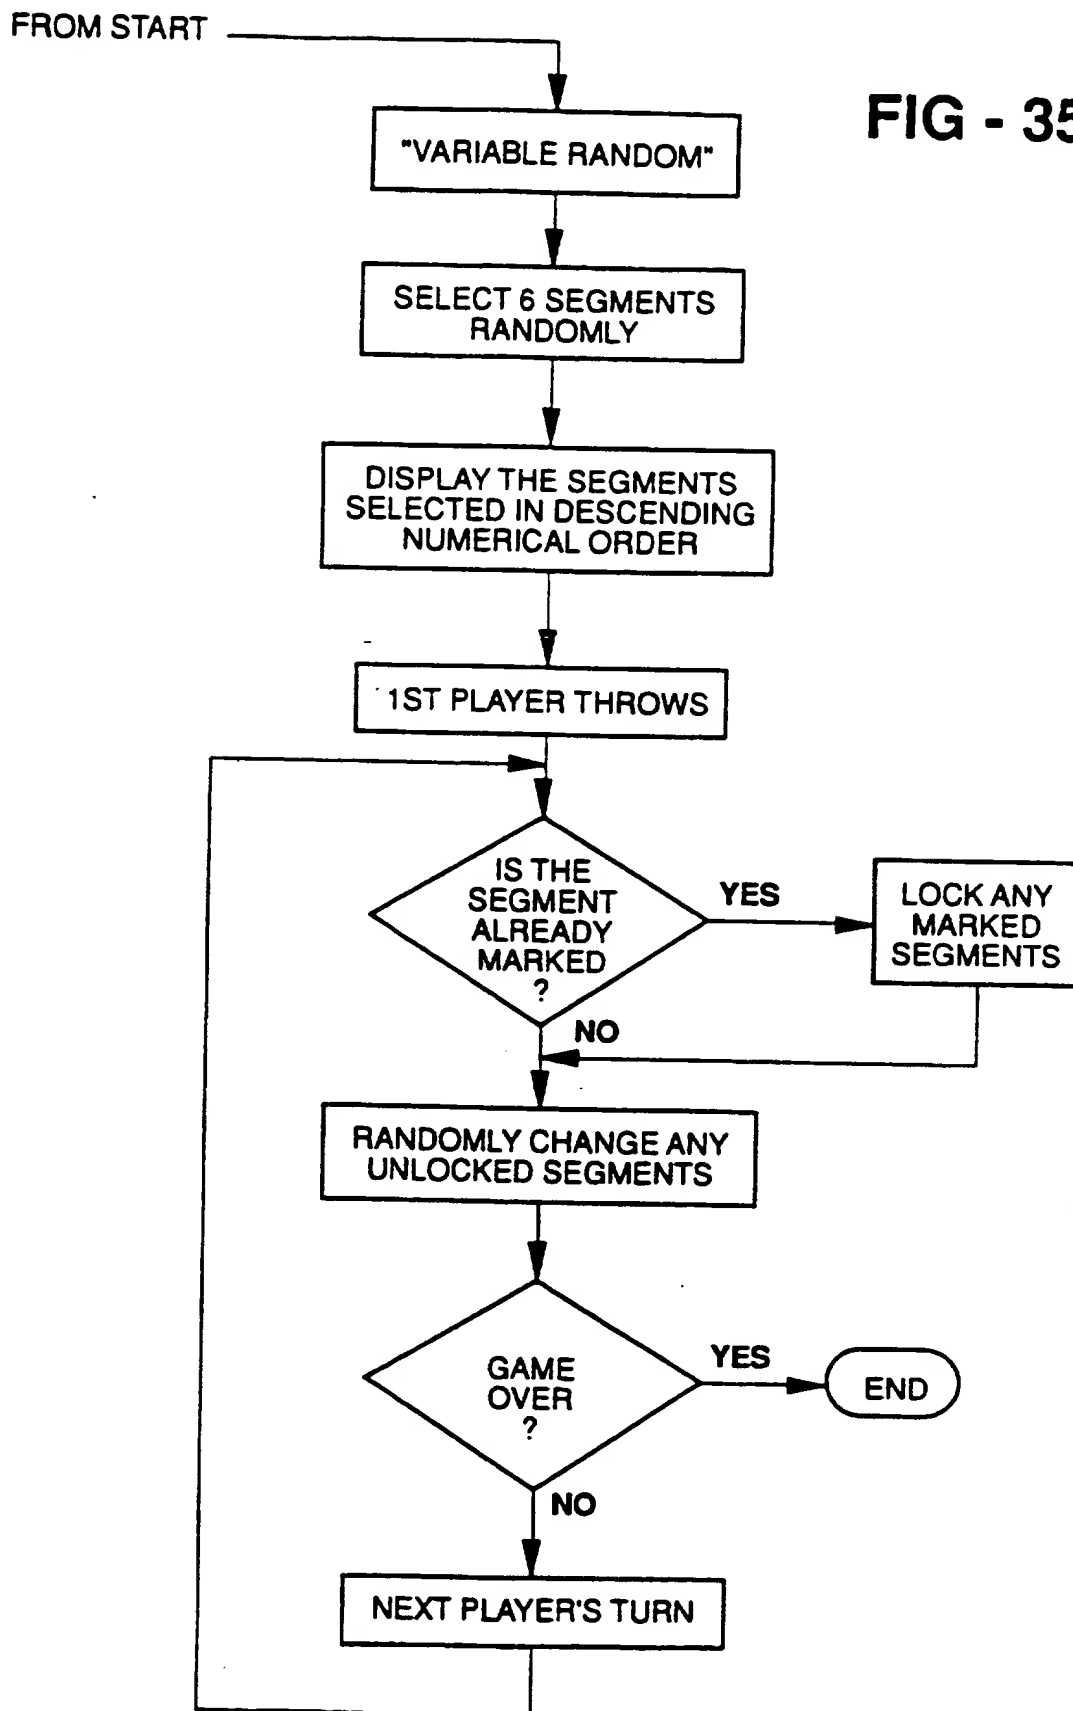 FROM START
FIG - 35
"VARIABLE RANDOM"
SELECT 6 SEGMENTS
RANDOMLY
DISPLAY THE SEGMENTS
SELECTED IN DESCENDING
NUMERICAL ORDER
1ST PLAYER THROWS
IS THE
SEGMENT
ALREADY
MARKED
?
YES
LOCK ANY
MARKED
SEGMENTS
NO
RANDOMLY CHANGE ANY
UNLOCKED SEGMENTS
GAME
OVER
?
YES
END
NO
NEXT PLAYER'S TURN